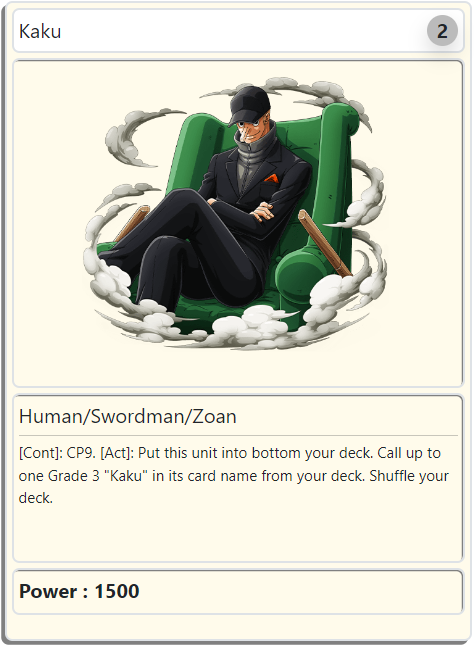 Kaku
2
Human/Swordman/Zoan
[Cont]: CP9. [Act]: Put this unit into bottom your deck. Call up to
one Grade 3 "Kaku" in its card name from your deck. Shuffle your
deck.
Power : 1500